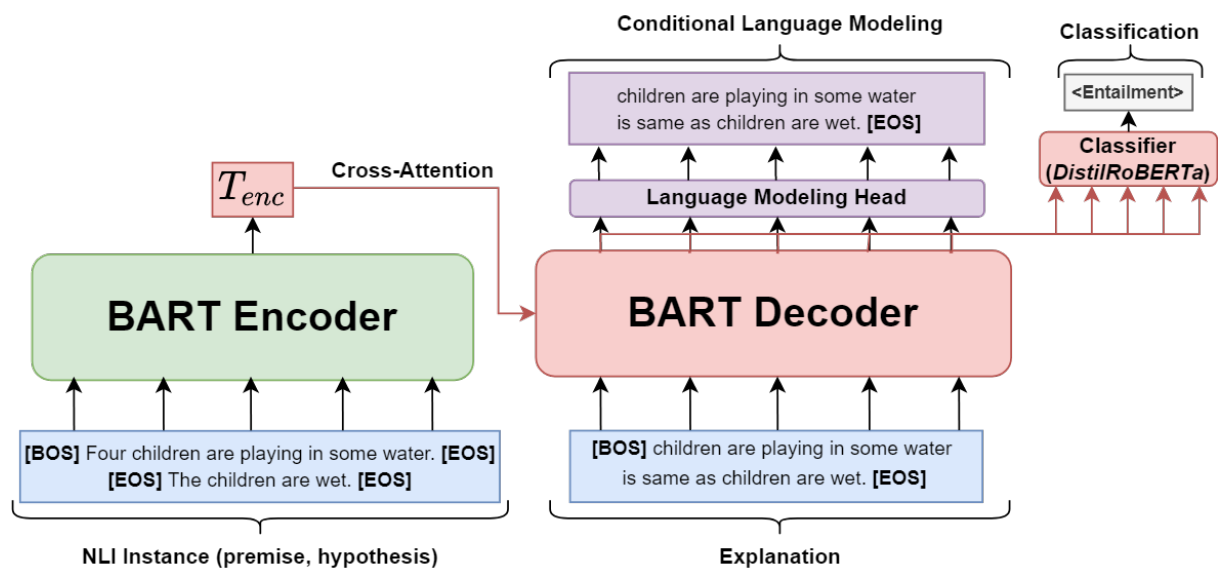 Conditional Language Modeling
Classification
children are playing in some water
is same as children are wet. [EOS]
<Entailment>
Classifier
(DistilRoBERTa)
Cross-Attention
T_enc
Language Modeling Head
BART Encoder
BART Decoder
[BOS] Four children are playing in some water. [EOS]
[EOS] The children are wet. [EOS]
[BOS] children are playing in some water
is same as children are wet. [EOS]
NLI Instance (premise, hypothesis)
Explanation